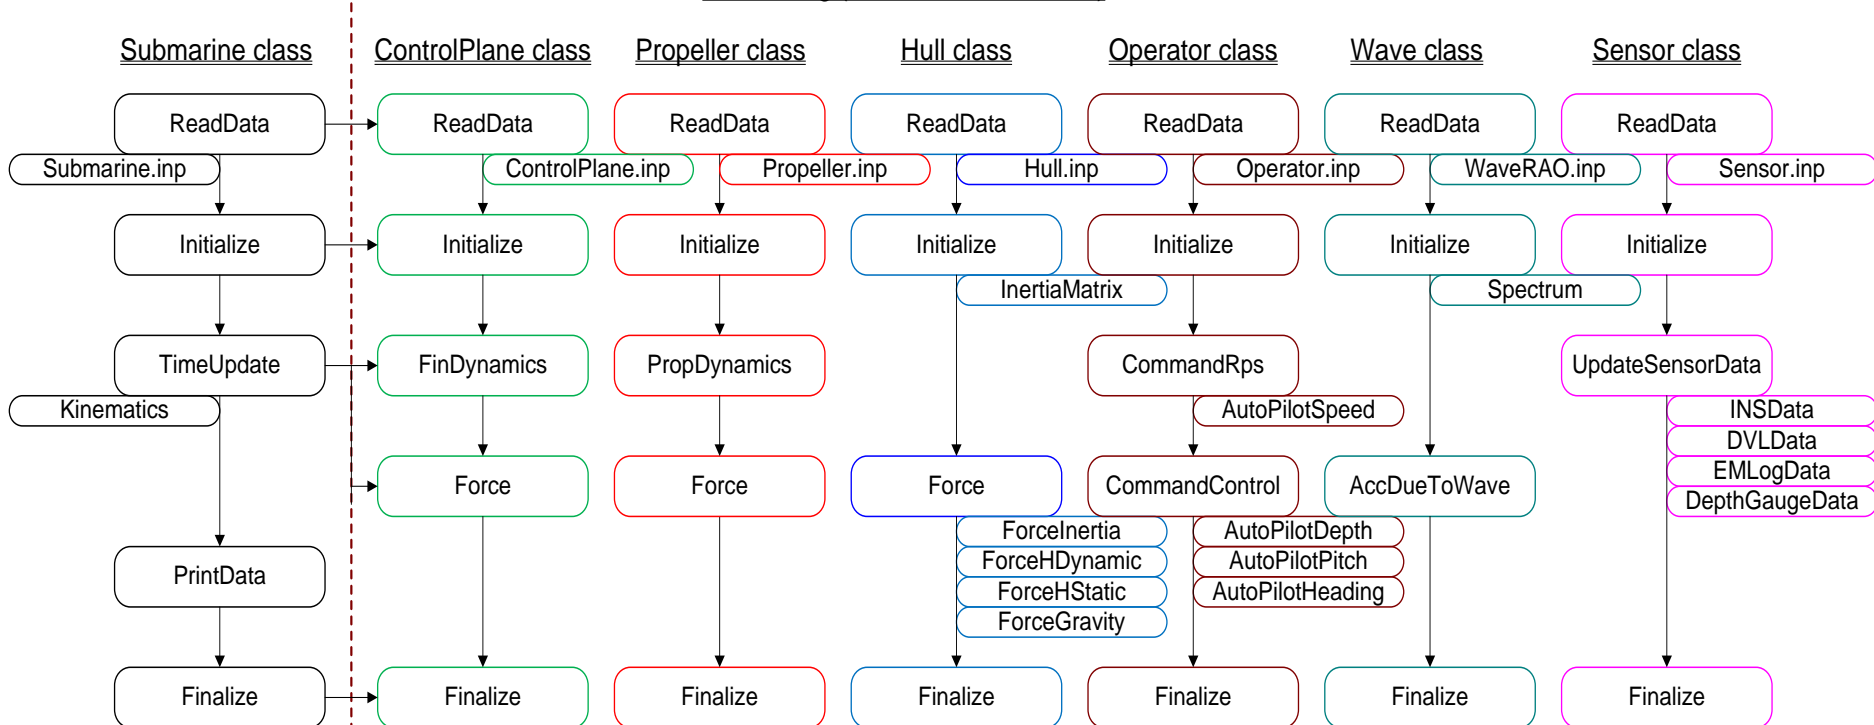 Submarine class ControlPlane class Propeller class Hull class Operator class Wave class Sensor class
ReadData ReadData ReadData ReadData ReadData ReadData ReadData
Submarine.inp ControlPlane.inp Propeller.inp Hull.inp Operator.inp WaveRAO.inp Sensor.inp
Initialize Initialize Initialize Initialize Initialize Initialize Initialize
InertiaMatrix Spectrum
TimeUpdate FinDynamics PropDynamics CommandRps UpdateSensorData
Kinematics AutoPilotSpeed INSData
DVLData
EMLogData
Force Force Force CommandControl AccDueToWave
DepthGaugeData
ForceInertia AutoPilotDepth
ForceHDynamic AutoPilotPitch
PrintData
ForceHStatic AutoPilotHeading
ForceGravity
Finalize Finalize Finalize Finalize Finalize Finalize Finalize